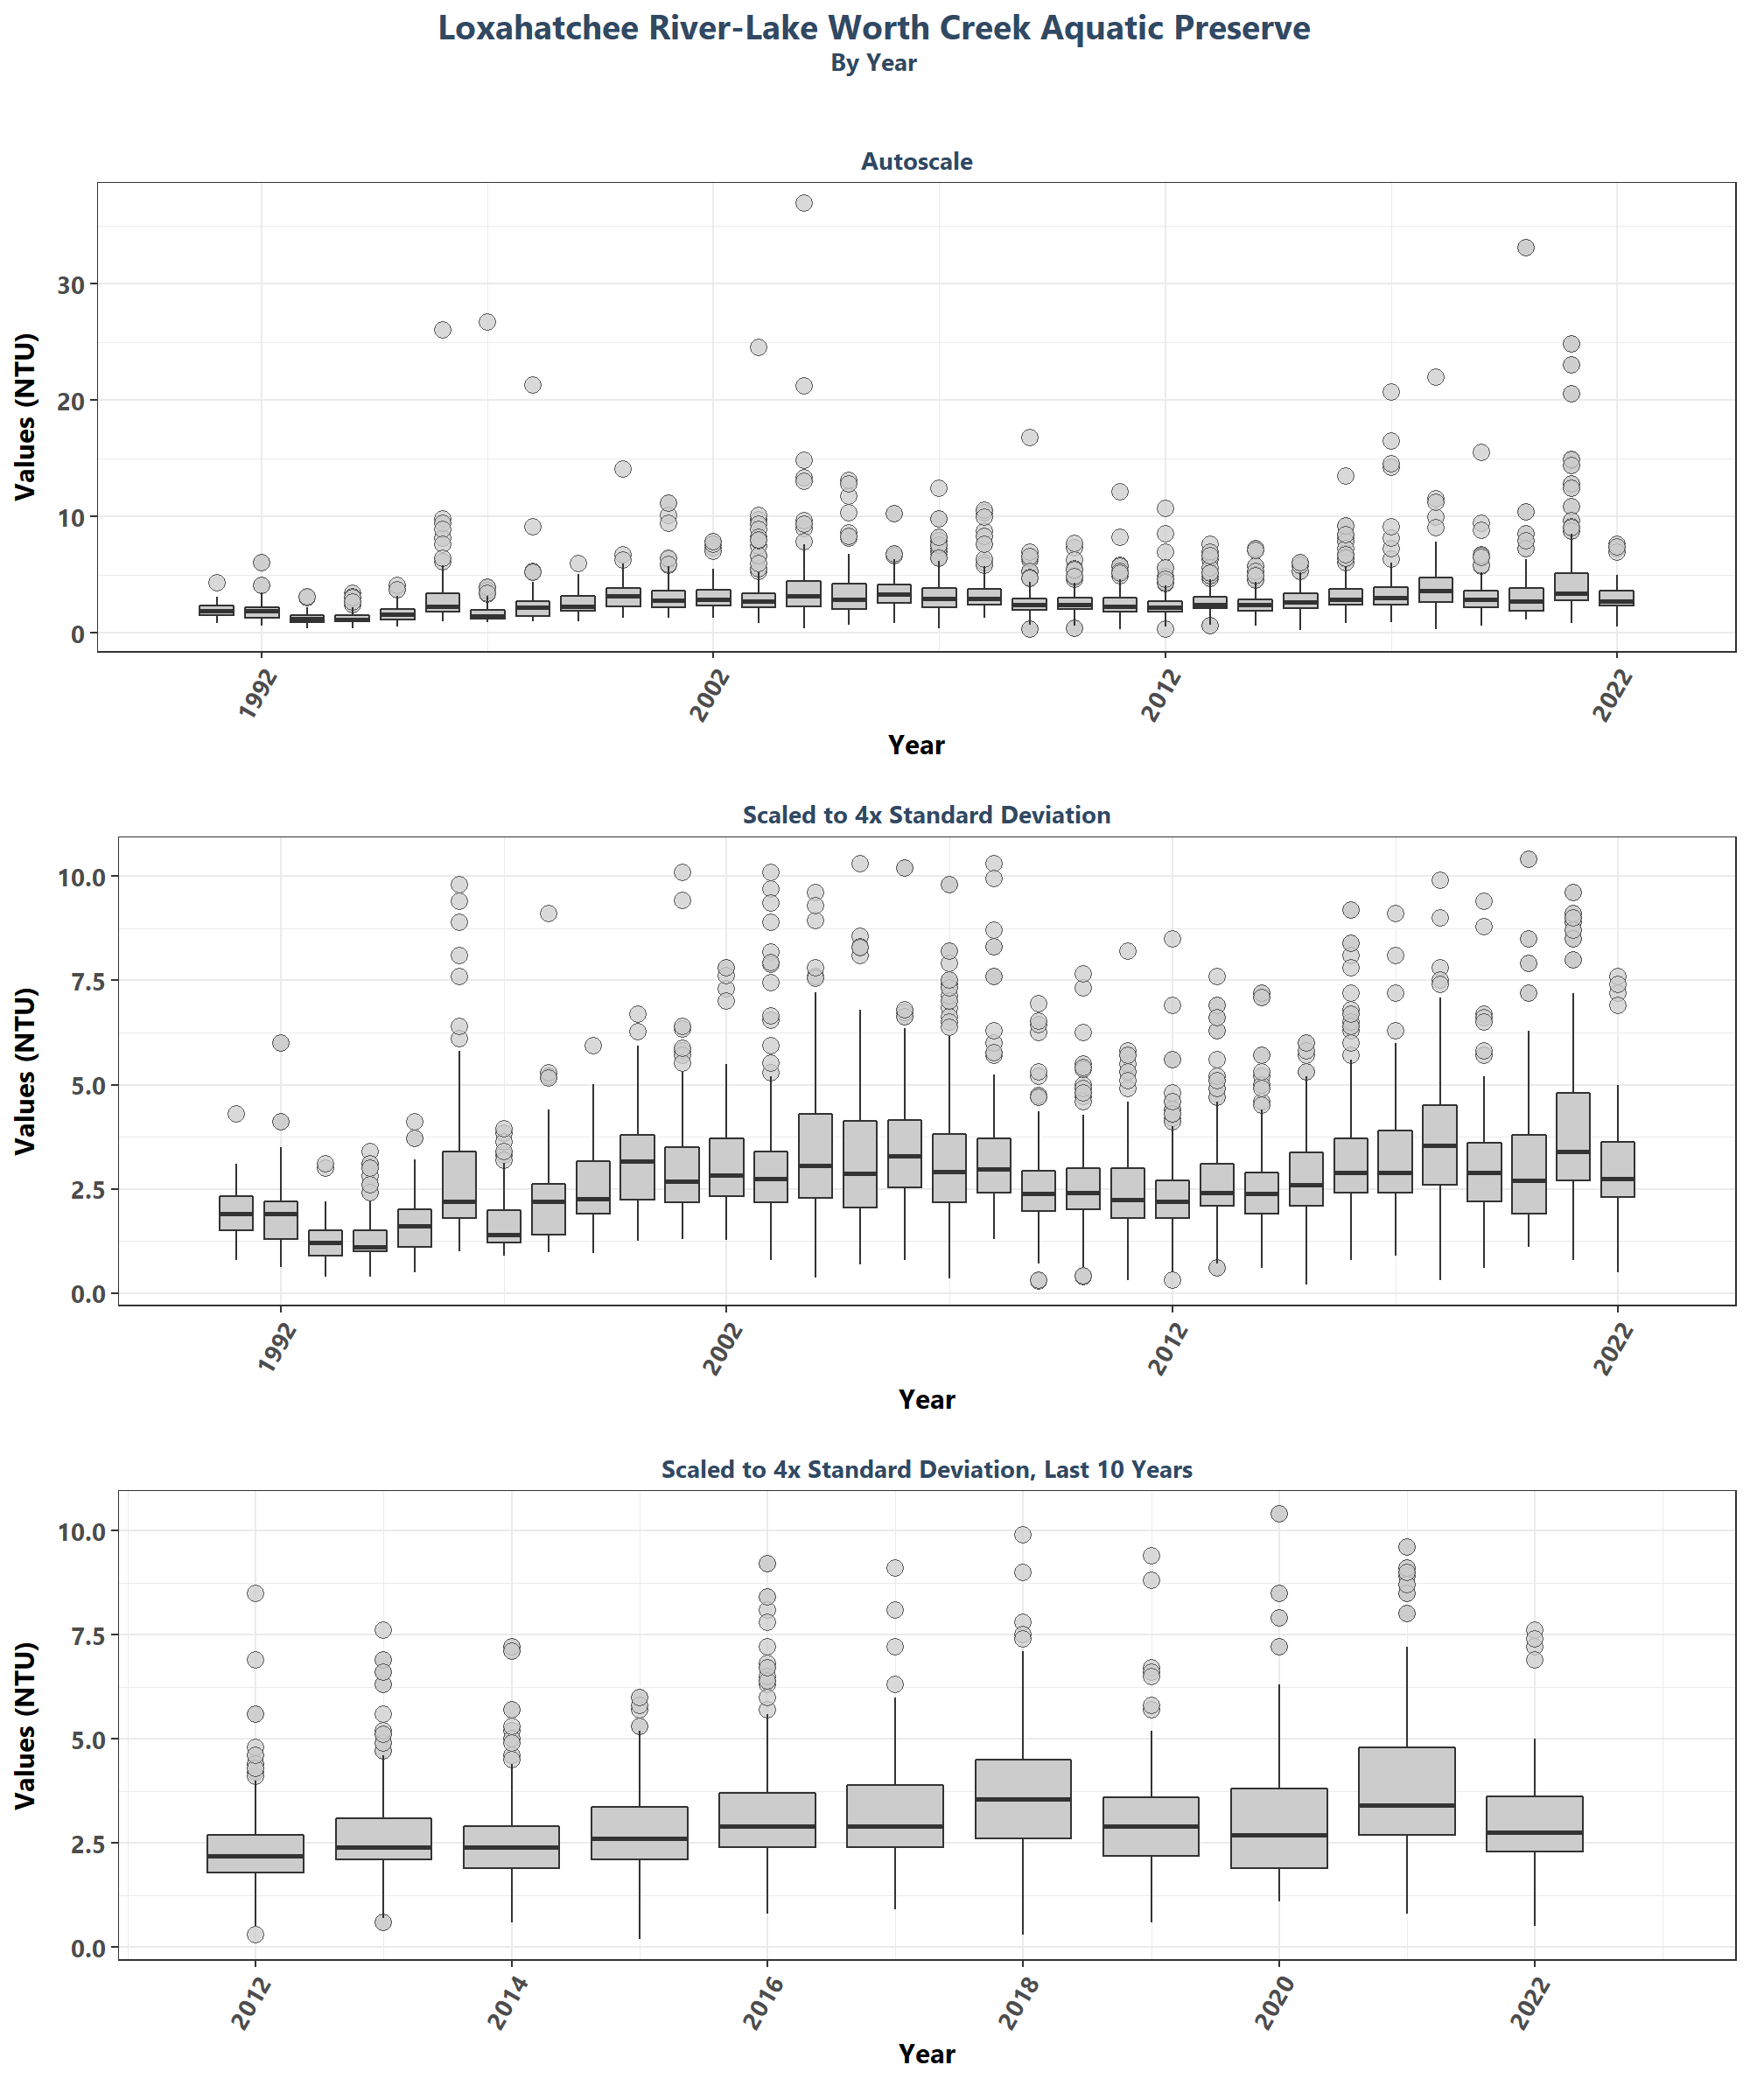 Loxahatchee River-Lake Worth Creek Aquatic Preserve
By Year
Autoscale
Values (NTU)
30
20
10
0
1992
2002
2012
2022
Year
Scaled to 4x Standard Deviation
Values (NTU)
10.0
7.5
5.0
2.5
0.0
1992
2002
2012
2022
Year
Scaled to 4x Standard Deviation, Last 10 Years
Values (NTU)
10.0
7.5
5.0
2.5
0.0
2012
2014
2016
2018
2020
2022
Year